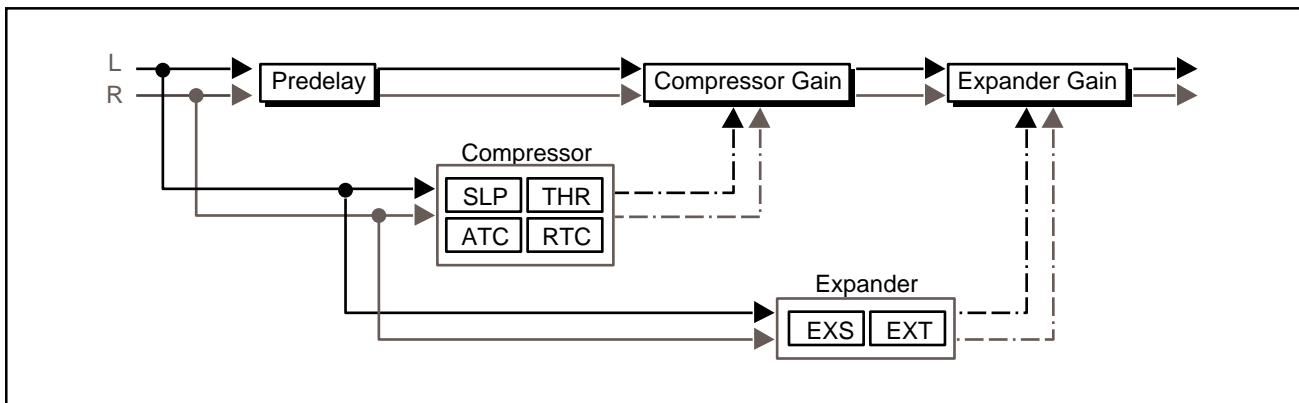 L
R
Predelay
Compressor Gain
Expander Gain
Compressor
SLP
THR
ATC
RTC
Expander
EXS
EXT